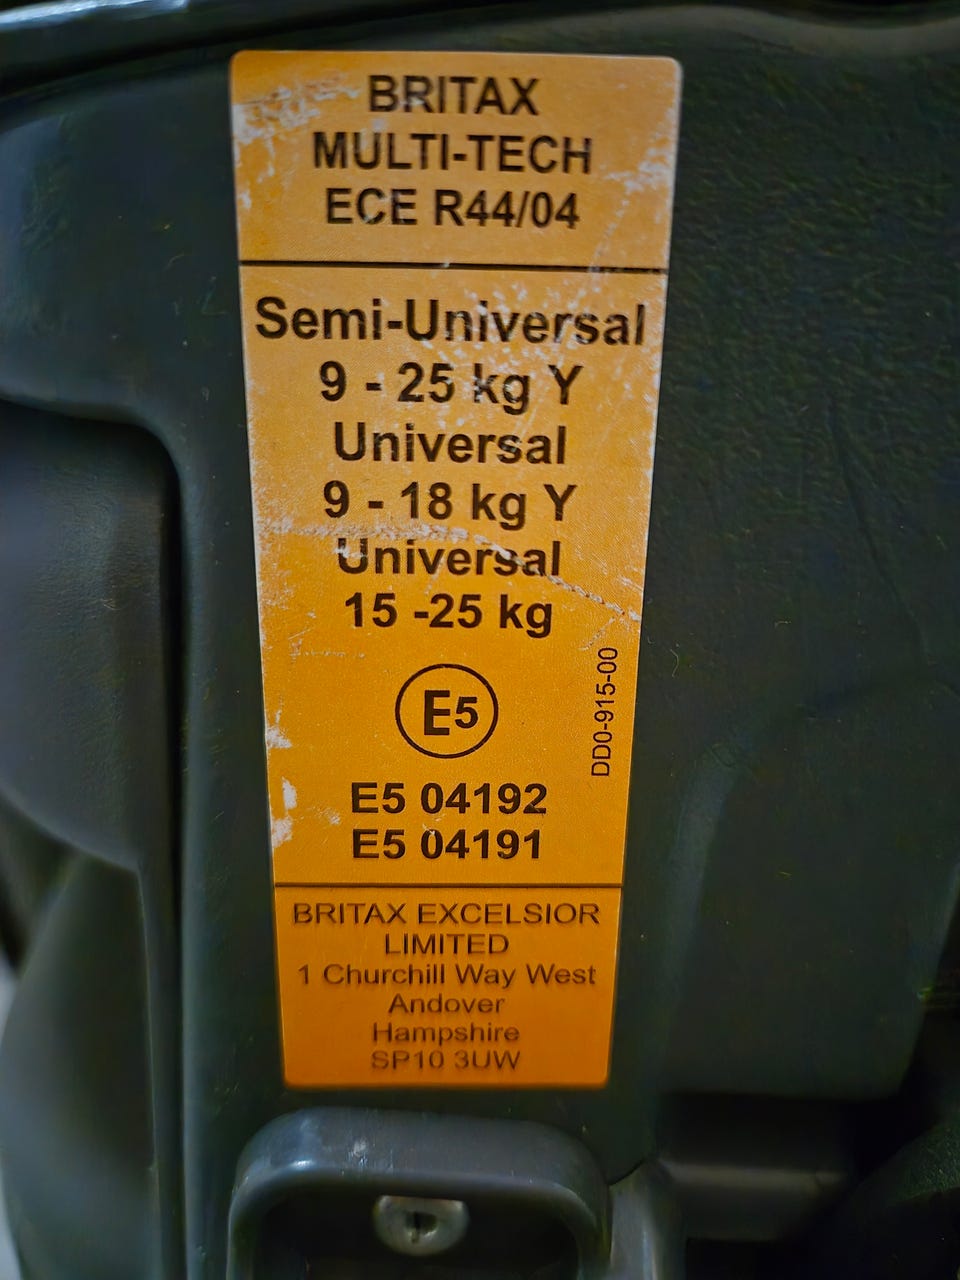 BRITAX
MULTI-TECH
ECE R44/04
Semi-Universal
9 - 25 kg Y
Universal
9 - 18 kg Y
Universal
15 -25 kg
E5
DD0-915-00
E5 04192
E5 04191
BRITAX EXCELSIOR
LIMITED
1 Churchill Way West
Andover
Hampshire
SP10 3UW